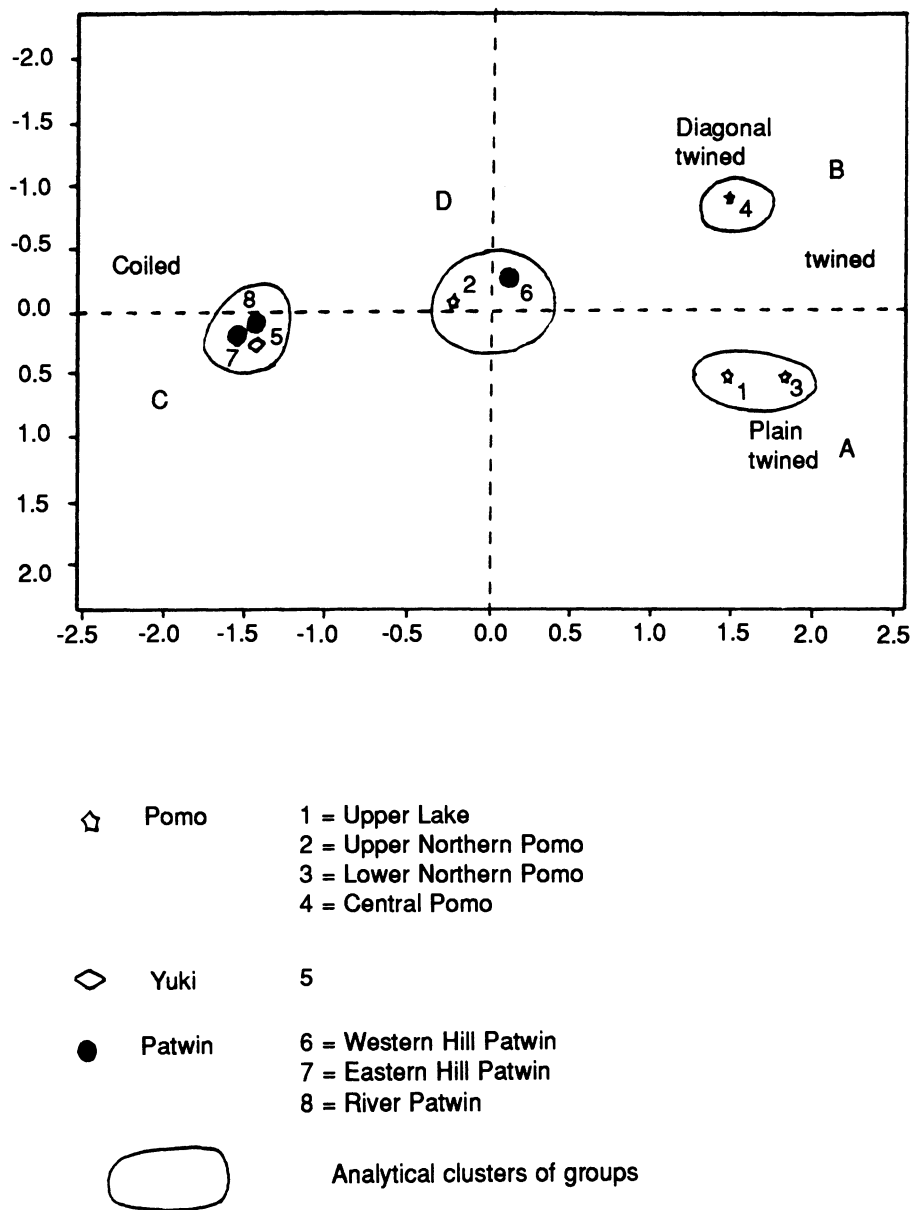 -2.0
-1.5
-1.0
-0.5
0.0
0.5
1.0
1.5
2.0
Diagonal
twined
B
4
D
Coiled
twined
2
6
8
5
7
C
1
3
Plain
twined
A
-2.5 -2.0 -1.5 -1.0 -0.5 0.0 0.5 1.0 1.5 2.0 2.5
Pomo 1 = Upper Lake
2 = Upper Northern Pomo
3 = Lower Northern Pomo
4 = Central Pomo
Yuki 5
Patwin 6 = Western Hill Patwin
7 = Eastern Hill Patwin
8 = River Patwin
Analytical clusters of groups